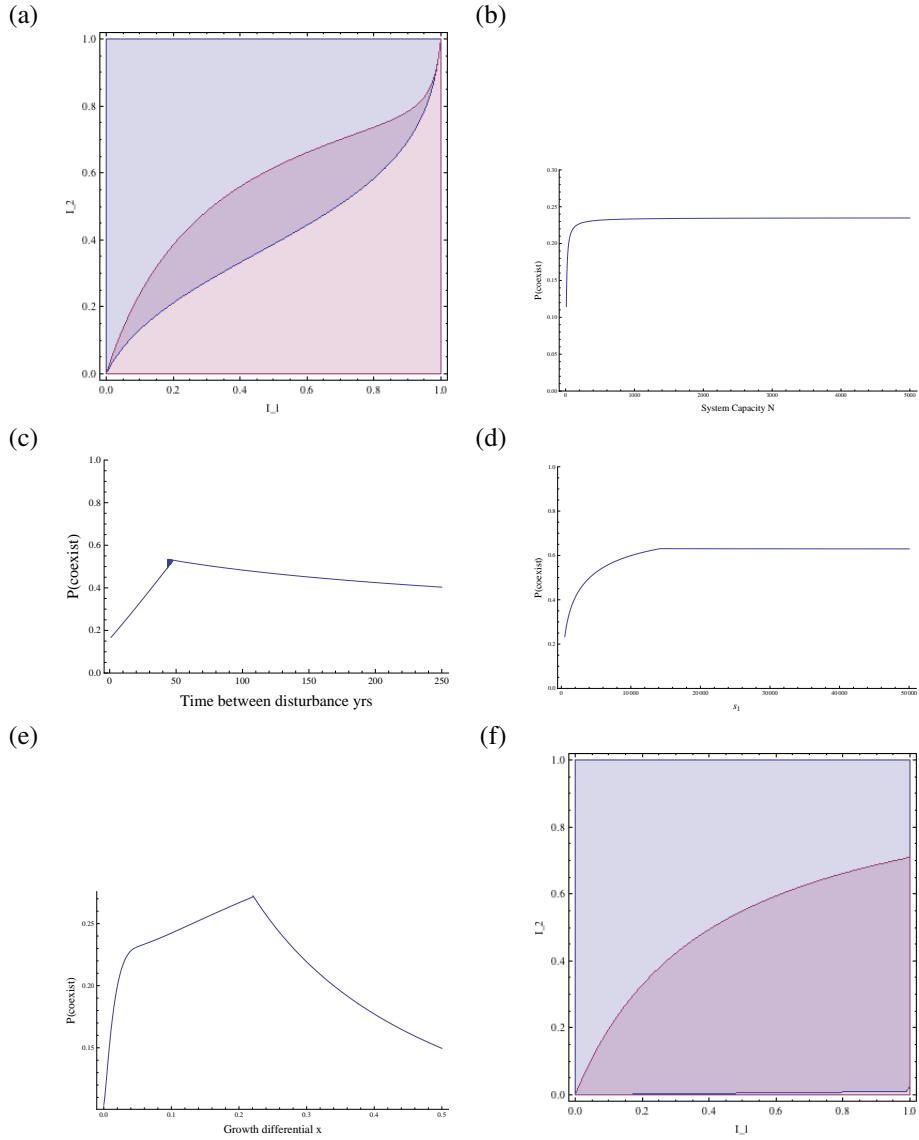 (a)
1.0
0.8
0.6
0.4
0.2
0.0
I_2
0.0 0.2 0.4 0.6 0.8 1.0
I_1
(b)
0.30
0.25
0.20
0.15
0.10
0.05
0.00
P(coexist)
0 1000 2000 3000 4000 5000
System Capacity N
(c)
1.0
0.8
0.6
0.4
0.2
0.0
P(coexist)
0 50 100 150 200 250
Time between disturbance yrs
(d)
1.0
0.8
0.6
0.4
0.2
0.0
P(coexist)
0 10000 20000 30000 40000 50000
s₁
(e)
0.25
0.20
0.15
P(coexist)
0.0 0.1 0.2 0.3 0.4 0.5
Growth differential x
(f)
1.0
0.8
0.6
0.4
0.2
0.0
I_2
0.0 0.2 0.4 0.6 0.8 1.0
I_1